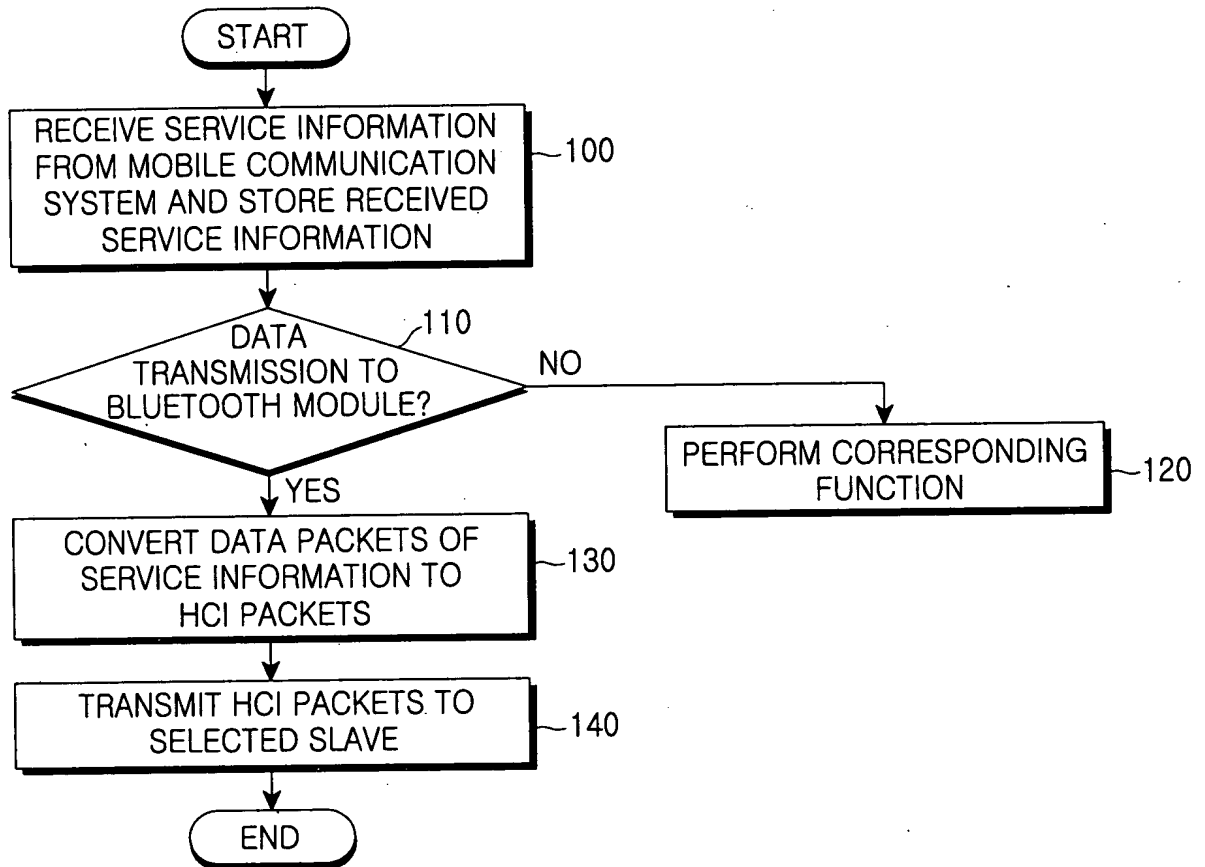 START
RECEIVE SERVICE INFORMATION
FROM MOBILE COMMUNICATION
SYSTEM AND STORE RECEIVED
SERVICE INFORMATION
100
DATA
TRANSMISSION TO
BLUETOOTH MODULE?
110
NO
PERFORM CORRESPONDING
FUNCTION
120
YES
CONVERT DATA PACKETS OF
SERVICE INFORMATION TO
HCI PACKETS
130
TRANSMIT HCI PACKETS TO
SELECTED SLAVE
140
END